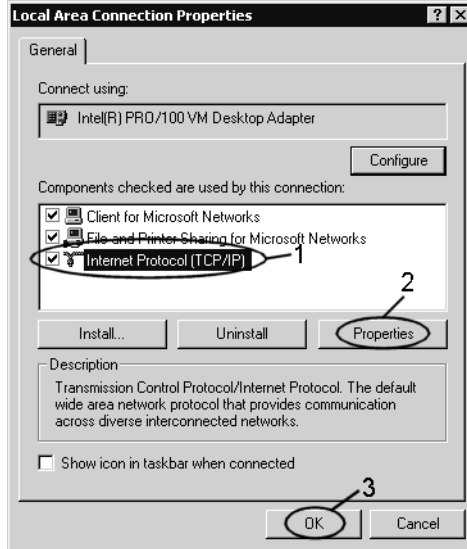 Local Area Connection Properties
General
Connect using:
Intel(R) PRO/100 VM Desktop Adapter
Configure
Components checked are used by this connection:
Client for Microsoft Networks
File and Printer Sharing for Microsoft Networks
Internet Protocol (TCP/IP)
1
2
Install...
Uninstall
Properties
Description
Transmission Control Protocol/Internet Protocol. The default
wide area network protocol that provides communication
across diverse interconnected networks.
Show icon in taskbar when connected
3
OK
Cancel